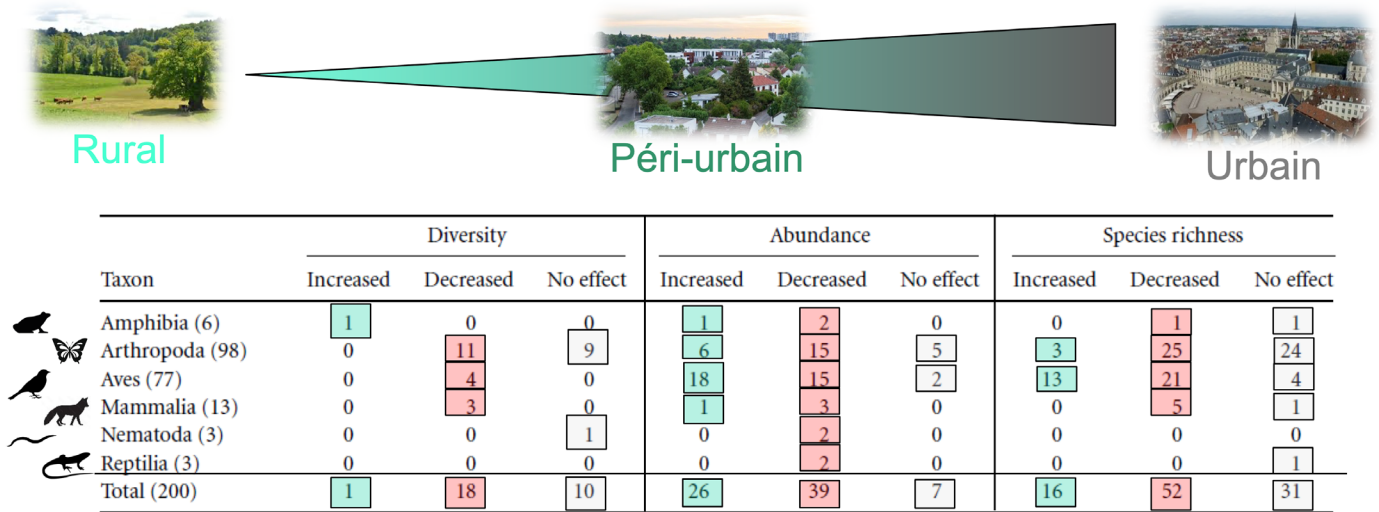 Rural
Péri-urbain
Urbain
Diversity Abundance Species richness
Taxon Increased Decreased No effect Increased Decreased No effect Increased Decreased No effect
Amphibia (6) 1 0 0 1 2 0 0 1 1
Arthropoda (98) 0 11 9 6 15 5 3 25 24
Aves (77) 0 4 0 18 15 2 13 21 4
Mammalia (13) 0 3 0 1 3 0 0 5 1
Nematoda (3) 0 0 1 0 2 0 0 0 0
Reptilia (3) 0 0 0 0 2 0 0 0 1
Total (200) 1 18 10 26 39 7 16 52 31